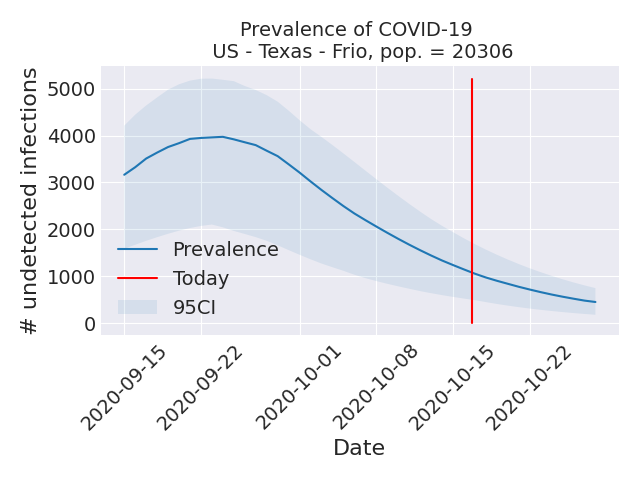 Prevalence of COVID-19
US - Texas - Frio, pop. = 20306
# undetected infections
5000
4000
3000
2000
1000
0
Prevalence
Today
95CI
2020-09-15
2020-09-22
2020-10-01
2020-10-08
2020-10-15
2020-10-22
Date